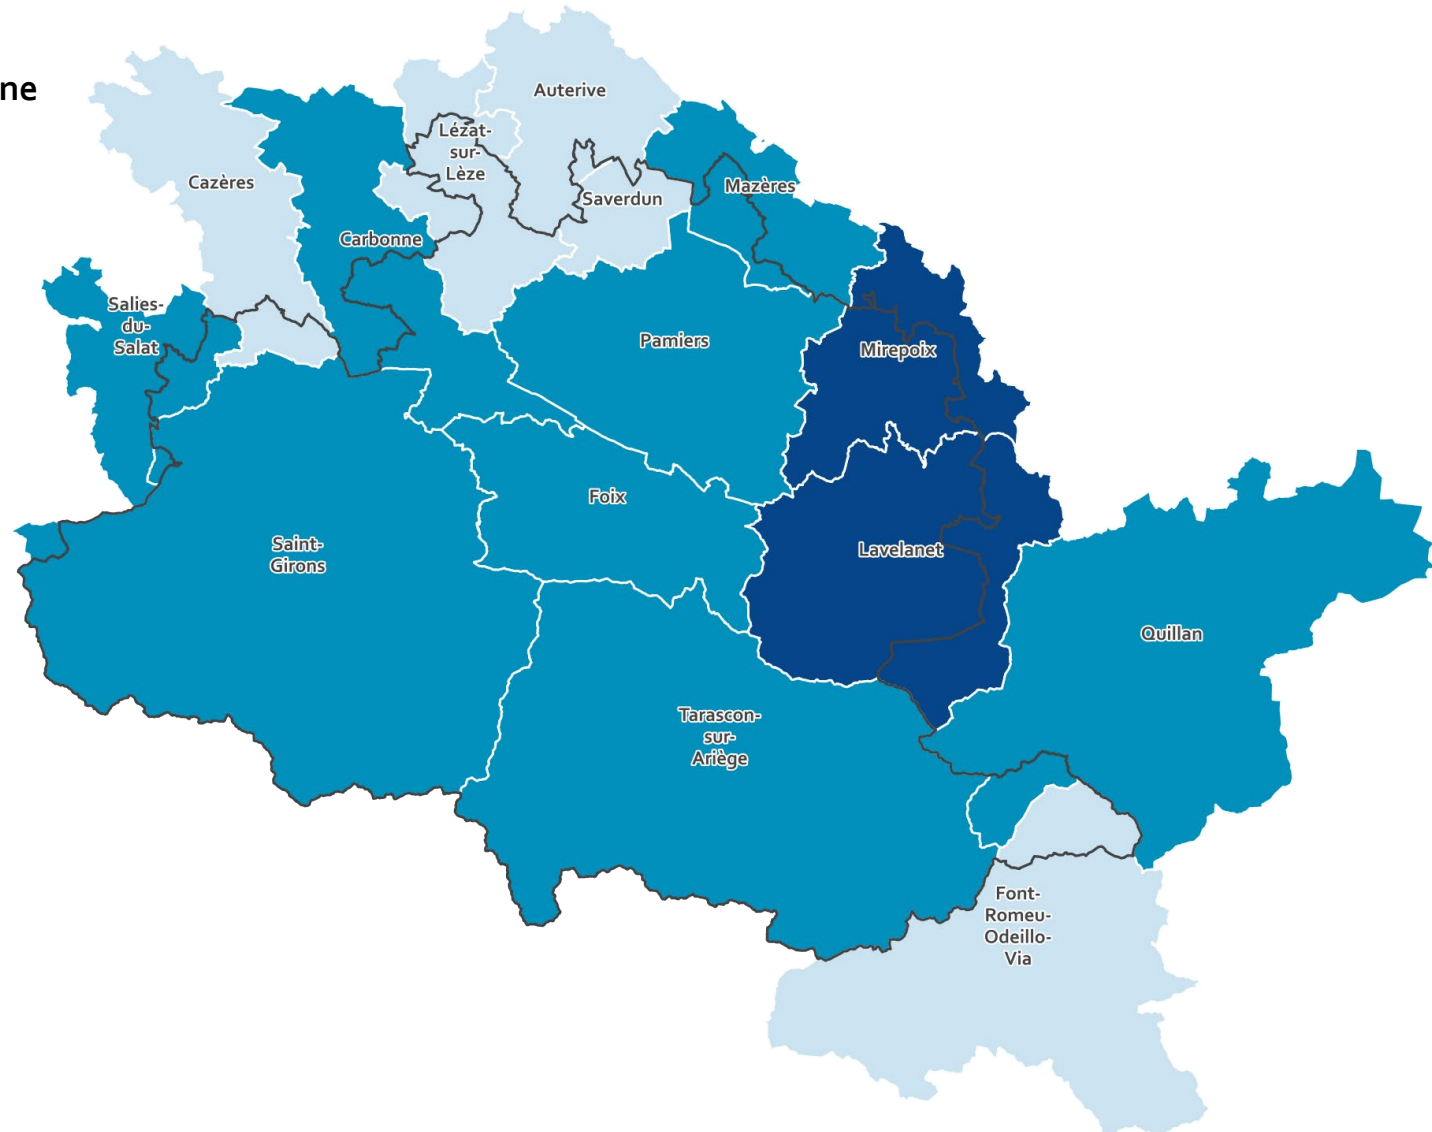 ne
Auterive
Lézat-
sur-
Lèze
Cazères
Saverdun
Mazères
Carbonne
Salies-
du-
Salat
Pamiers
Mirepoix
Foix
Saint-
Girons
Lavelanet
Quillan
Tarascon-
sur-
Ariège
Font-
Romeu-
Odeillo-
Via